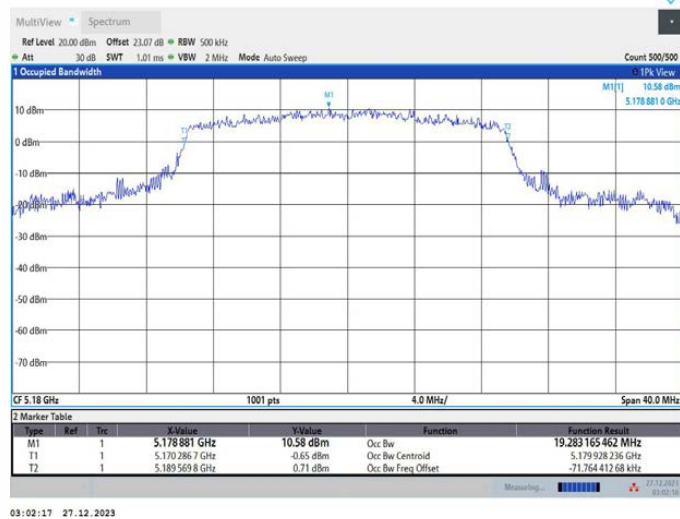 MultiView Spectrum
Ref Level 20.00 dBm Offset 23.07 dB RBW 500 kHz
Att 30 dB SWT 1.01 ms VBW 2 MHz Mode Auto Sweep Count 500/500
1 Occupied Bandwidth 1Pk View
M1[1] 10.58 dBm
5.178 881 0 GHz
M1
10 dBm
T1
T2
0 dBm
-10 dBm
-20 dBm
-30 dBm
-40 dBm
-50 dBm
-60 dBm
-70 dBm
CF 5.18 GHz 1001 pts 4.0 MHz/ Span 40.0 MHz
2 Marker Table
Type Ref Trc X-Value Y-Value Function Function Result
M1 1 5.178 881 GHz 10.58 dBm Occ Bw 19.283 165 462 MHz
T1 1 5.170 286 7 GHz -0.65 dBm Occ Bw Centroid 5.179 928 236 GHz
T2 1 5.189 569 8 GHz 0.71 dBm Occ Bw Freq Offset -71.764 412 68 kHz
Measuring... 27.12.2023
03:02:17 27.12.2023